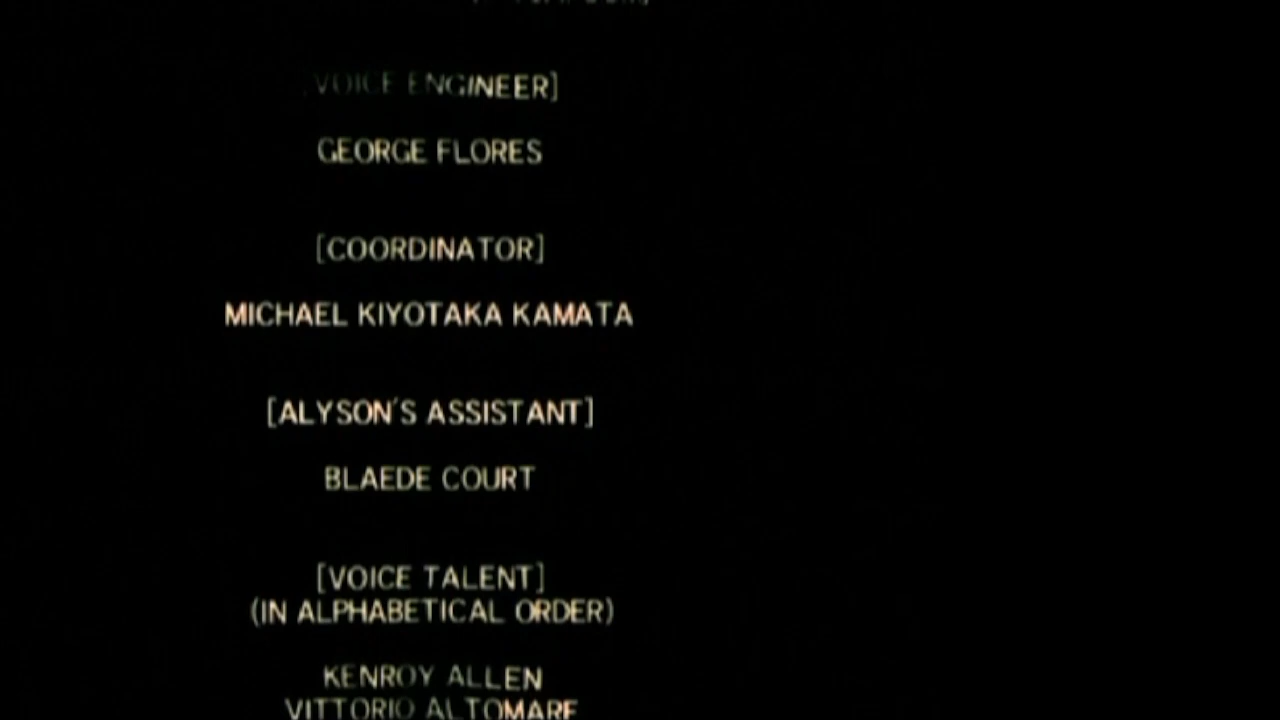 [VOICE ENGINEER]
GEORGE FLORES
[COORDINATOR]
MICHAEL KIYOTAKA KAMATA
[ALYSON'S ASSISTANT]
BLAEDE COURT
[VOICE TALENT]
(IN ALPHABETICAL ORDER)
KENROY ALLEN
VITTORIO ALTOMARE